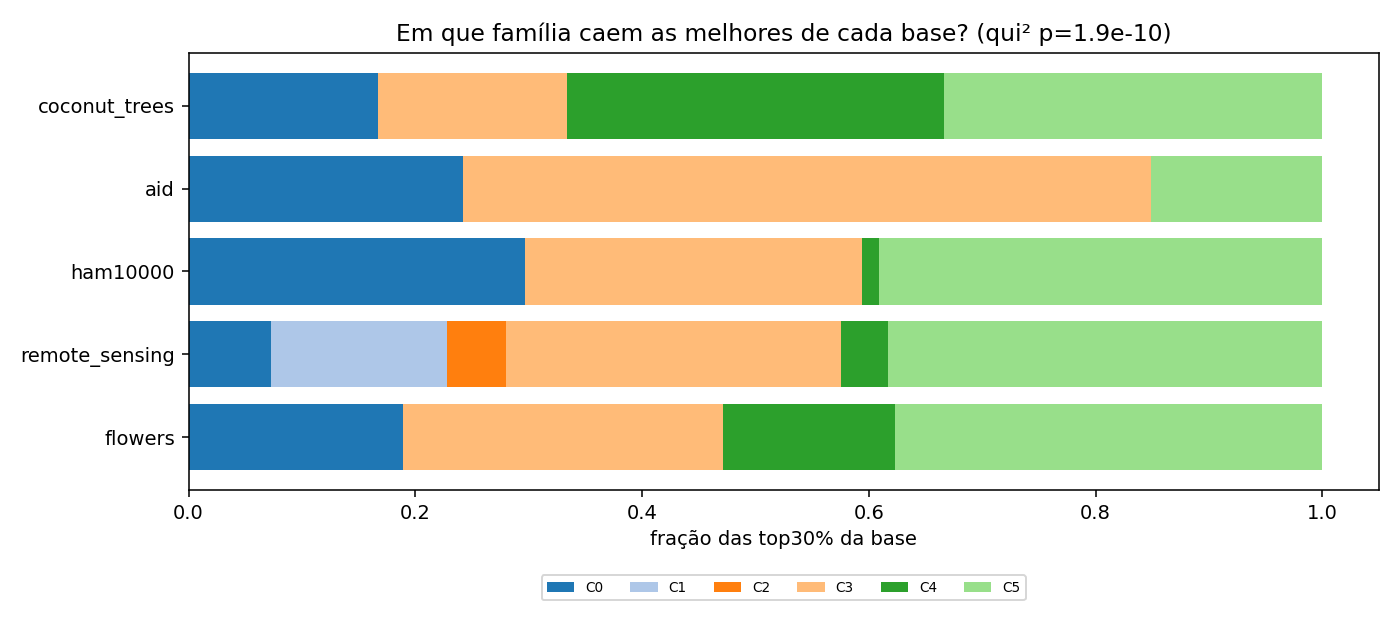 Em que família caem as melhores de cada base? (qui² p=1.9e-10)
coconut_trees
aid
ham10000
remote_sensing
flowers
0.0 0.2 0.4 0.6 0.8 1.0
fração das top30% da base
C0 C1 C2 C3 C4 C5